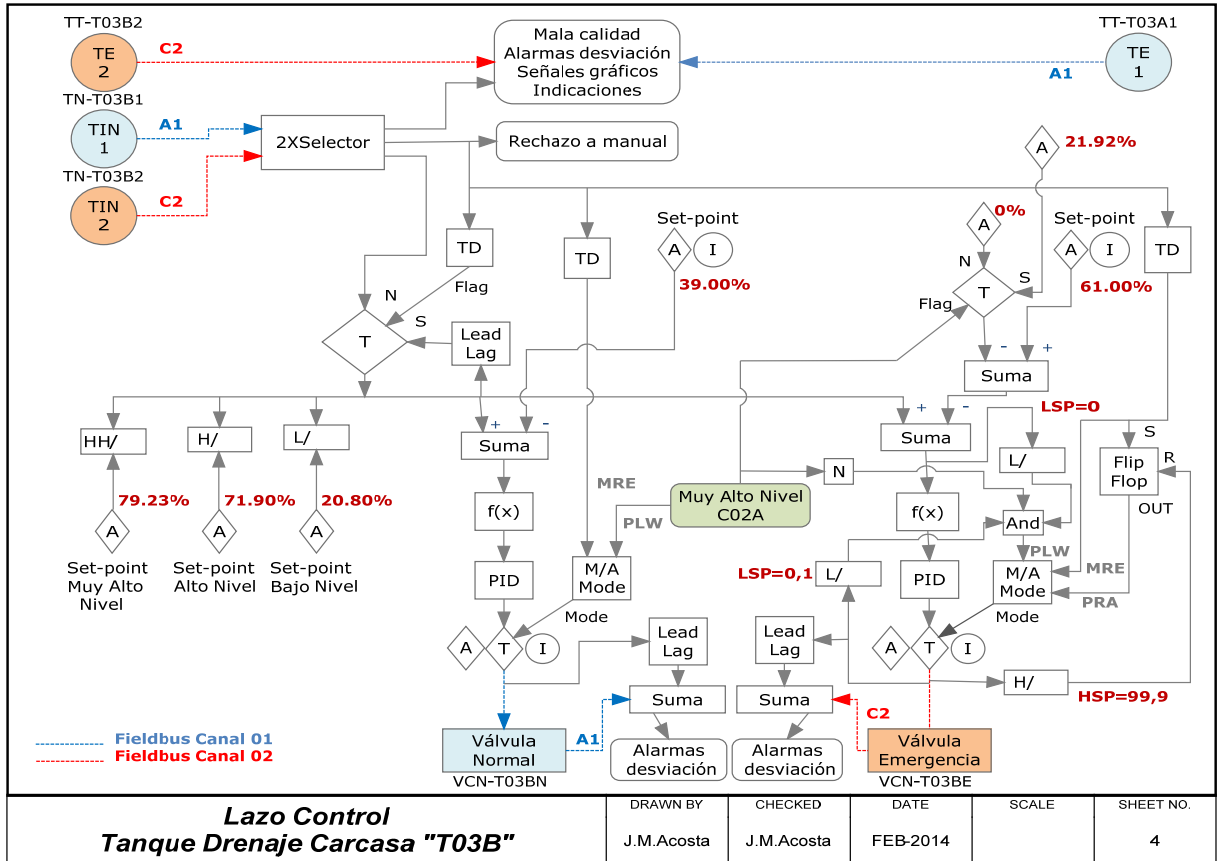 TT-T03B2
TE
2
C2
TN-T03B1
TIN
1
A1
TN-T03B2
TIN
2
C2
2XSelector
Mala calidad
Alarmas desviación
Señales gráficos
Indicaciones
Rechazo a manual
TT-T03A1
TE
1
A1
A
21.92%
0%
A
N
S
T
Flag
Set-point
A
I
61.00%
TD
TD
Flag
TD
Set-point
A
I
39.00%
N
S
T
Lead
Lag
-
+
Suma
HH/
H/
L/
79.23%
71.90%
20.80%
A
A
A
Set-point
Muy Alto
Nivel
Set-point
Alto Nivel
Set-point
Bajo Nivel
+
-
Suma
f(x)
PID
MRE
PLW
M/A
Mode
Mode
A
T
I
Muy Alto Nivel
C02A
N
+
-
Suma
LSP=0
L/
f(x)
And
PLW
PID
LSP=0,1
L/
M/A
Mode
MRE
PRA
Mode
S
R
Flip
Flop
OUT
A
T
I
H/
HSP=99,9
Lead
Lag
Suma
Alarmas
desviación
Lead
Lag
Suma
Alarmas
desviación
A1
C2
Válvula
Normal
VCN-T03BN
Válvula
Emergencia
VCN-T03BE
Fieldbus Canal 01
Fieldbus Canal 02
Lazo Control
Tanque Drenaje Carcasa "T03B"
DRAWN BY
J.M.Acosta
CHECKED
J.M.Acosta
DATE
FEB-2014
SCALE
SHEET NO.
4